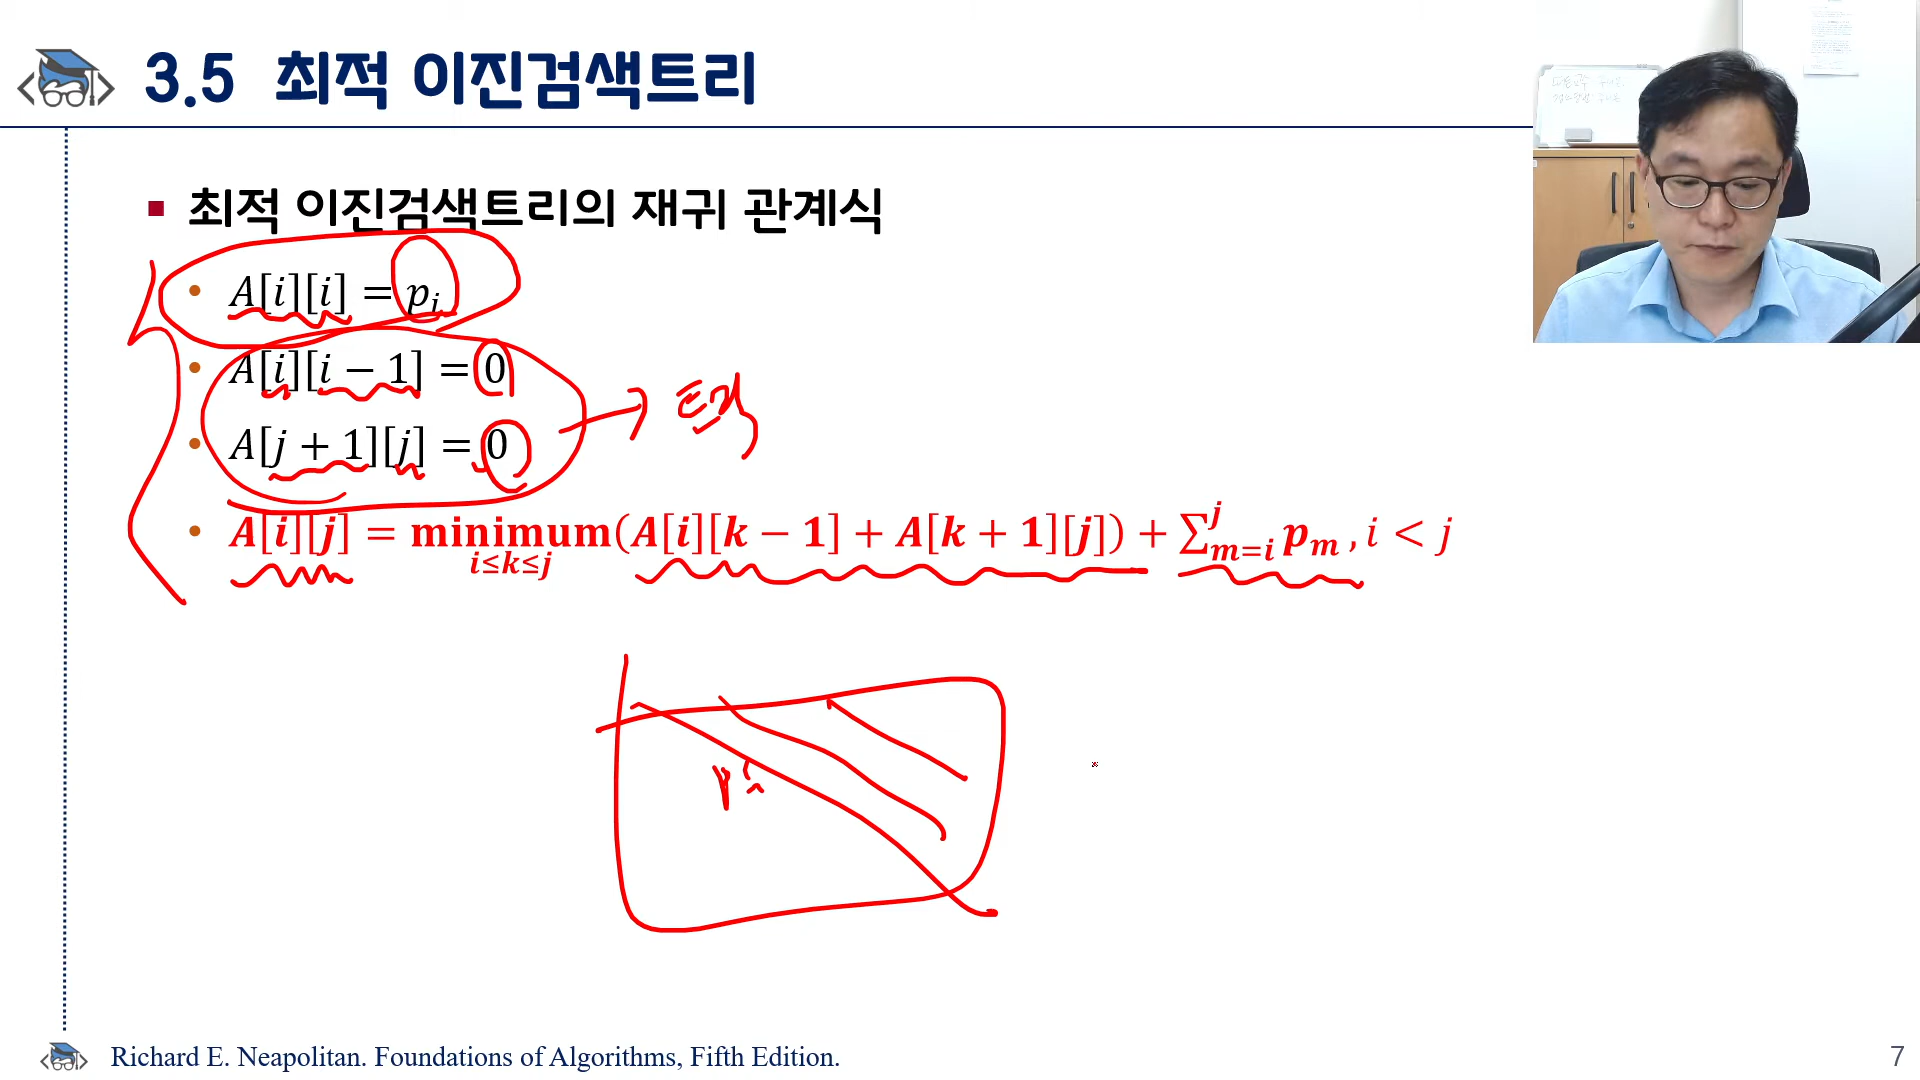 3.5 최적 이진검색트리
최적 이진검색트리의 재귀 관계식
A[i][i] = p_i
A[i][i − 1] = 0
A[j + 1][j] = 0
A[i][j] = minimum(A[i][k − 1] + A[k + 1][j]) + ∑_{m=i}^{j} p_m , i < j
i≤k≤j
Richard E. Neapolitan. Foundations of Algorithms, Fifth Edition.
7